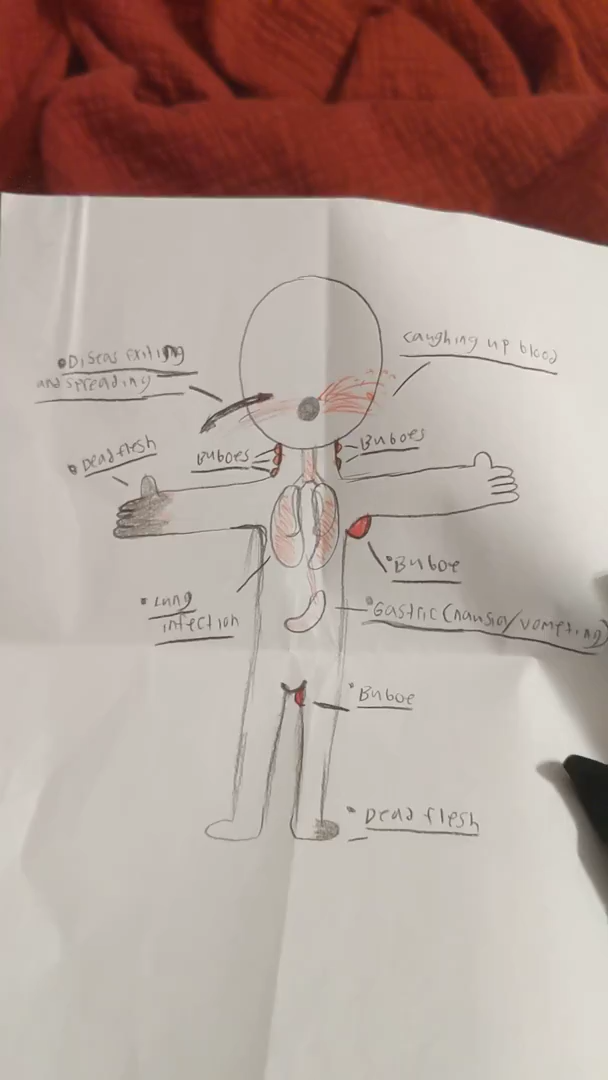 caughing up blood
•Diseas exiting
and spreading
Buboes
Buboes
•Dead flesh
•Buboe
•Lung
infection
•Gastric (nausia/vometing)
•Buboe
•Dead flesh